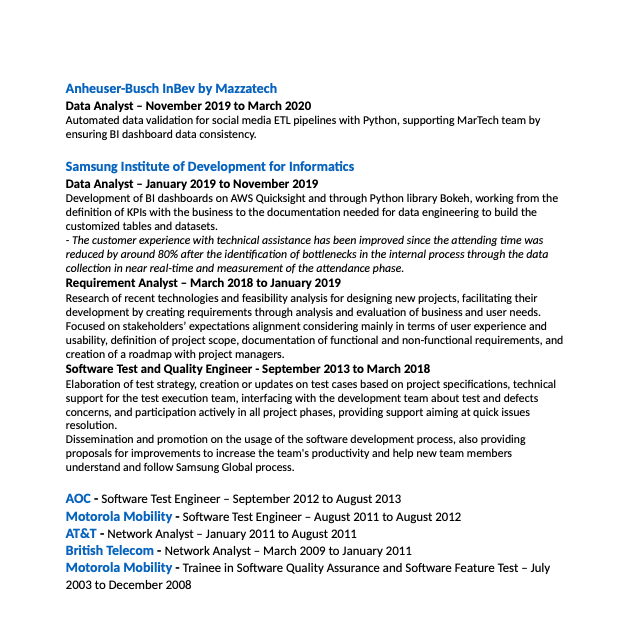 Anheuser-Busch InBev by Mazzatech
Data Analyst – November 2019 to March 2020
Automated data validation for social media ETL pipelines with Python, supporting MarTech team by
ensuring BI dashboard data consistency.
Samsung Institute of Development for Informatics
Data Analyst – January 2019 to November 2019
Development of BI dashboards on AWS Quicksight and through Python library Bokeh, working from the
definition of KPIs with the business to the documentation needed for data engineering to build the
customized tables and datasets.
- The customer experience with technical assistance has been improved since the attending time was
reduced by around 80% after the identification of bottlenecks in the internal process through the data
collection in near real-time and measurement of the attendance phase.
Requirement Analyst – March 2018 to January 2019
Research of recent technologies and feasibility analysis for designing new projects, facilitating their
development by creating requirements through analysis and evaluation of business and user needs.
Focused on stakeholders’ expectations alignment considering mainly in terms of user experience and
usability, definition of project scope, documentation of functional and non-functional requirements, and
creation of a roadmap with project managers.
Software Test and Quality Engineer - September 2013 to March 2018
Elaboration of test strategy, creation or updates on test cases based on project specifications, technical
support for the test execution team, interfacing with the development team about test and defects
concerns, and participation actively in all project phases, providing support aiming at quick issues
resolution.
Dissemination and promotion on the usage of the software development process, also providing
proposals for improvements to increase the team's productivity and help new team members
understand and follow Samsung Global process.
AOC - Software Test Engineer – September 2012 to August 2013
Motorola Mobility - Software Test Engineer – August 2011 to August 2012
AT&T - Network Analyst – January 2011 to August 2011
British Telecom - Network Analyst – March 2009 to January 2011
Motorola Mobility - Trainee in Software Quality Assurance and Software Feature Test – July
2003 to December 2008